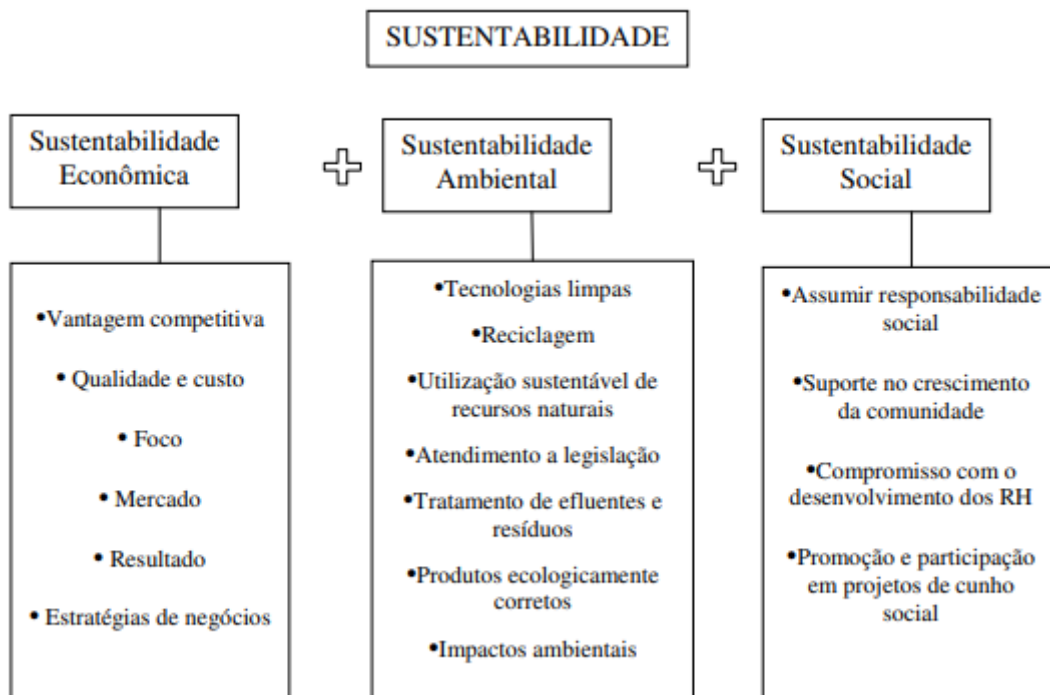 SUSTENTABILIDADE
Sustentabilidade
Econômica
Sustentabilidade
Ambiental
Sustentabilidade
Social
•Vantagem competitiva
• Qualidade e custo
• Foco
• Mercado
• Resultado
• Estratégias de negócios
•Tecnologias limpas
•Reciclagem
•Utilização sustentável de
recursos naturais
•Atendimento a legislação
•Tratamento de efluentes e
resíduos
•Produtos ecologicamente
corretos
•Impactos ambientais
•Assumir responsabilidade
social
•Suporte no crescimento
da comunidade
•Compromisso com o
desenvolvimento dos RH
•Promoção e participação
em projetos de cunho
social